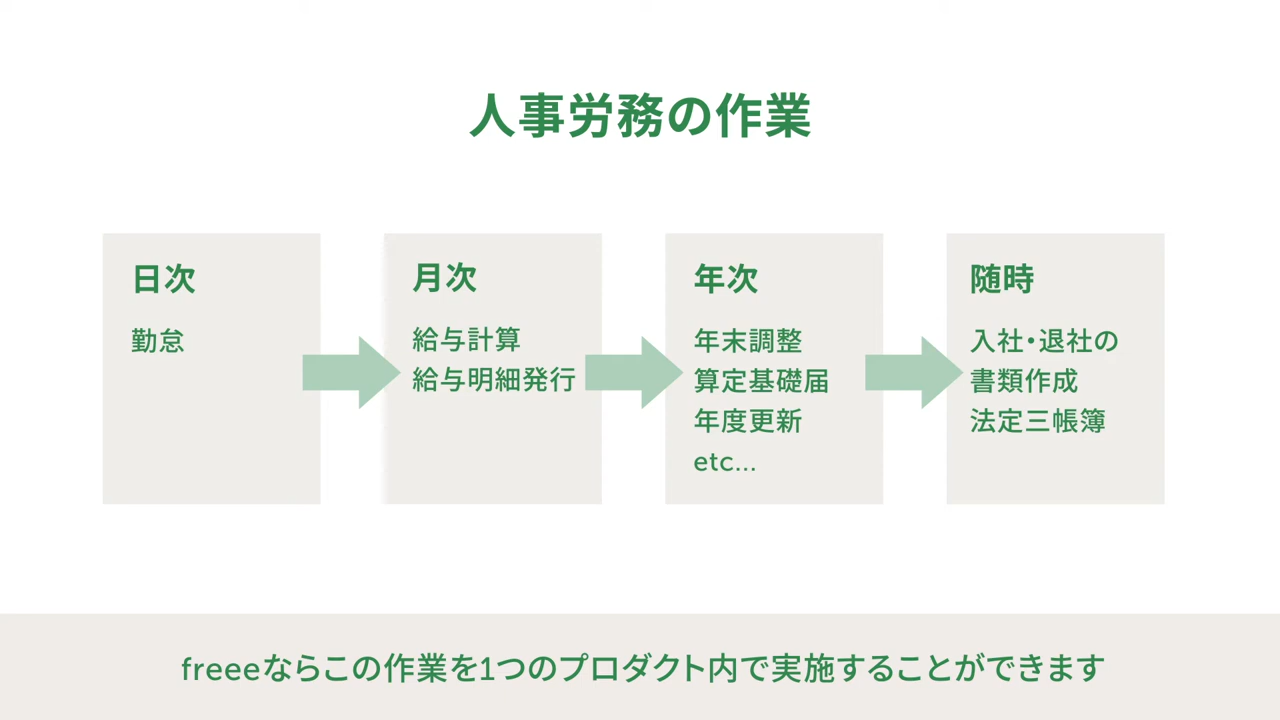 人事労務の作業
日次
勤怠
月次
給与計算
給与明細発行
年次
年末調整
算定基礎届
年度更新
etc...
随時
入社・退社の
書類作成
法定三帳簿
freeeならこの作業を1つのプロダクト内で実施することができます